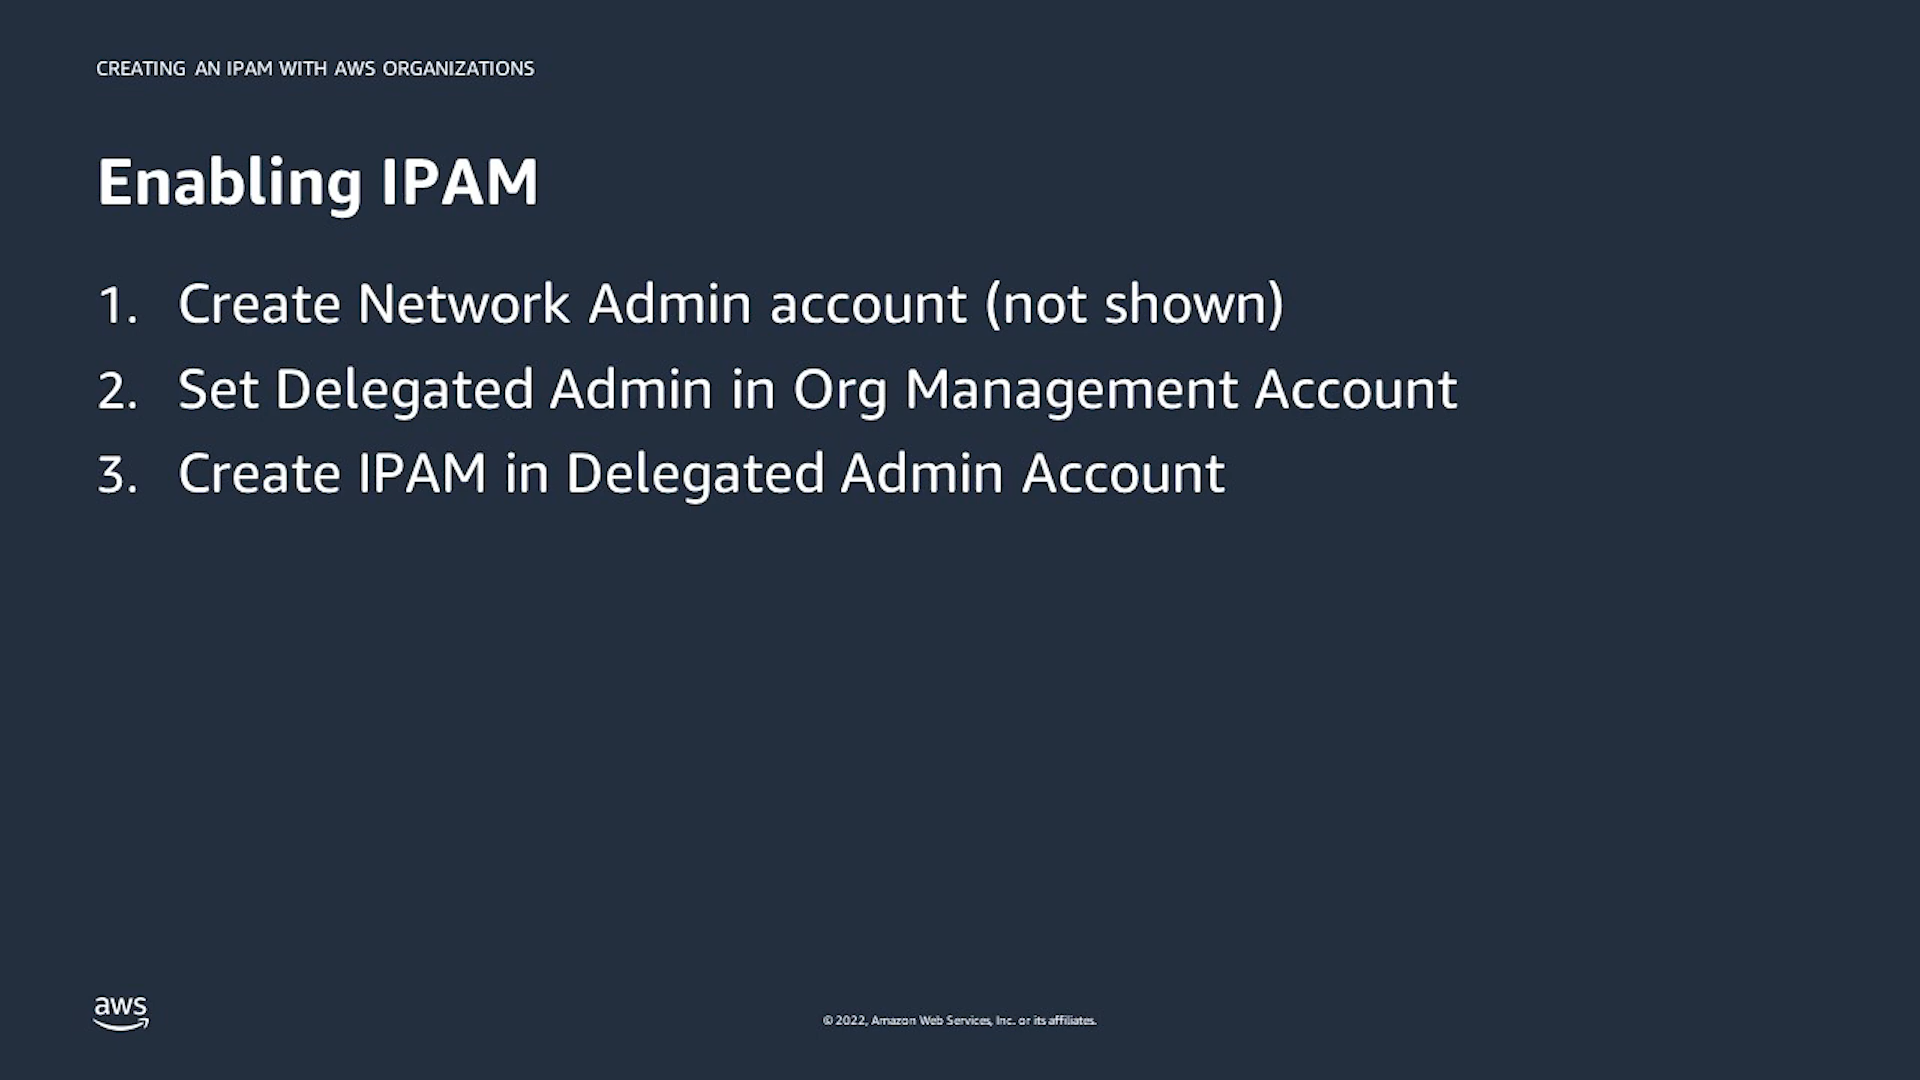 CREATING AN IPAM WITH AWS ORGANIZATIONS
Enabling IPAM
1. Create Network Admin account (not shown)
2. Set Delegated Admin in Org Management Account
3. Create IPAM in Delegated Admin Account
aws
© 2022, Amazon Web Services, Inc. or its affiliates.